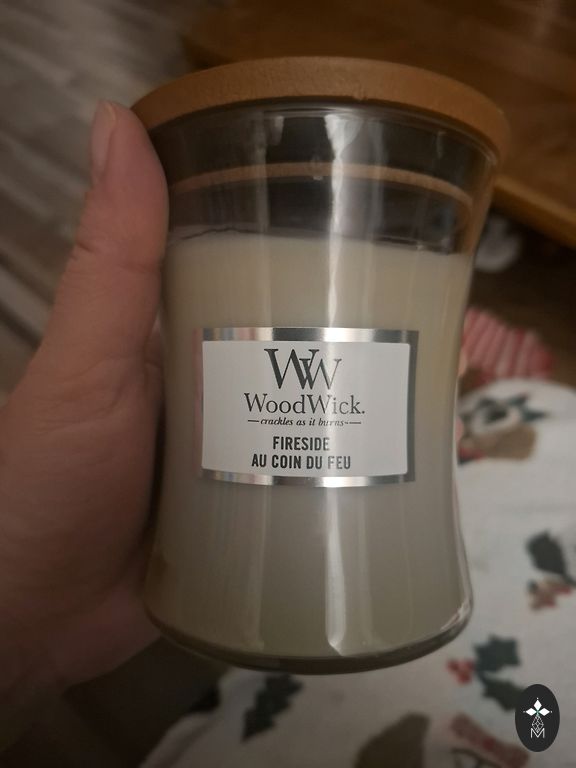 WW
WoodWick.
crackles as it burns
FIRESIDE
AU COIN DU FEU
M